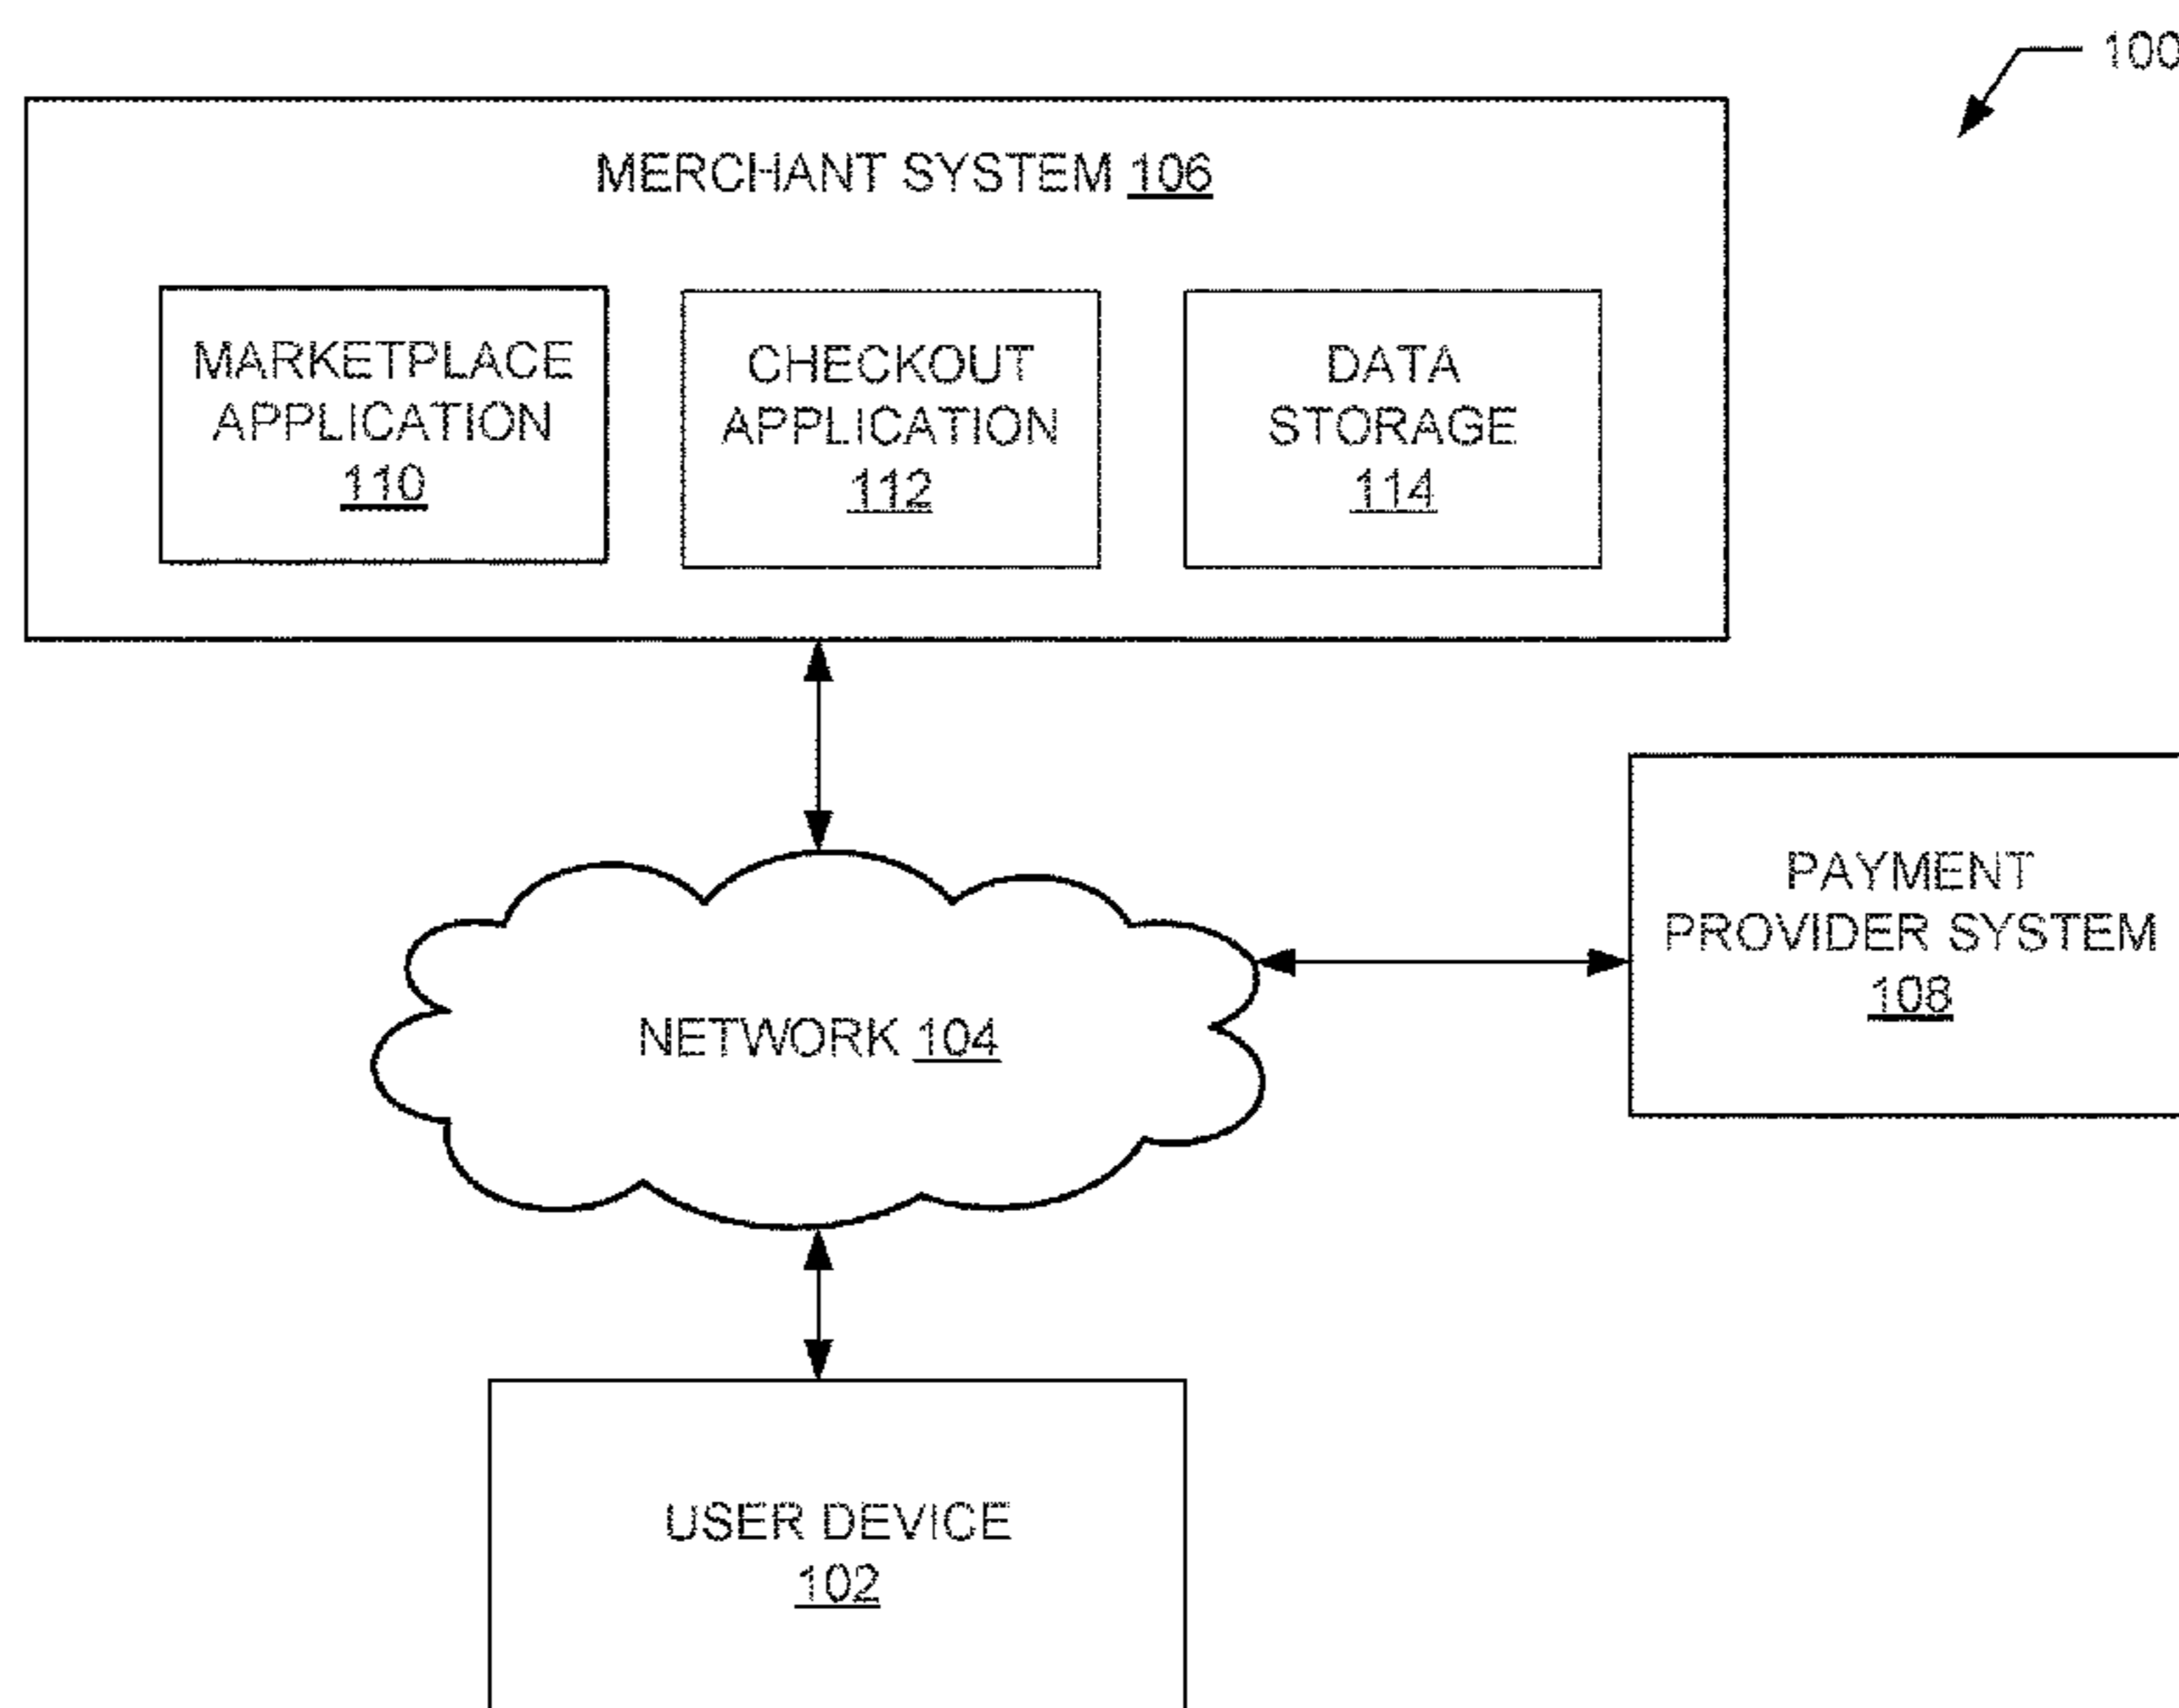 100
MERCHANT SYSTEM 106
MARKETPLACE
APPLICATION
110
CHECKOUT
APPLICATION
112
DATA
STORAGE
114
PAYMENT
PROVIDER SYSTEM
108
NETWORK 104
USER DEVICE
102